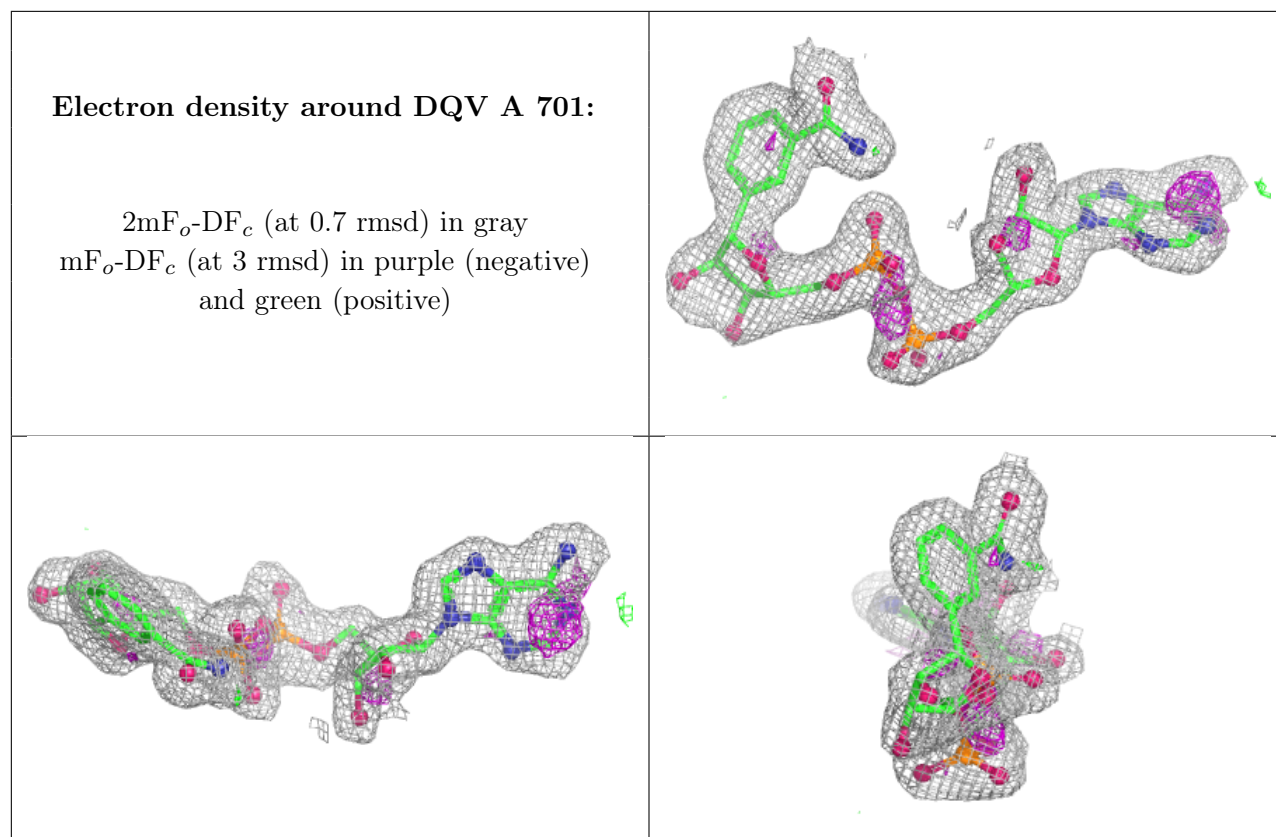 Electron density around DQV A 701:
2mFo-DFc (at 0.7 rmsd) in gray
mFo-DFc (at 3 rmsd) in purple (negative)
and green (positive)